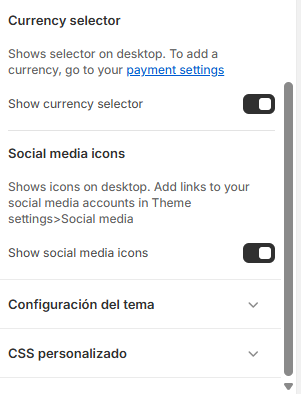 Currency selector
Shows selector on desktop. To add a
currency, go to your payment settings
Show currency selector
Social media icons
Shows icons on desktop. Add links to your
social media accounts in Theme
settings>Social media
Show social media icons
Configuración del tema
CSS personalizado